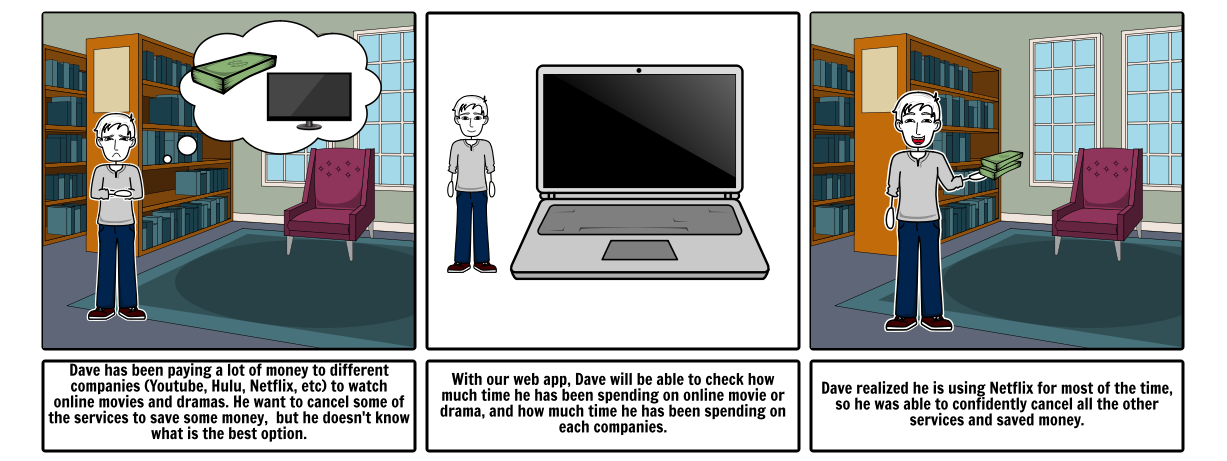 Dave has been paying a lot of money to different
companies (Youtube, Hulu, Netflix, etc) to watch
online movies and dramas. He want to cancel some of
the services to save some money,  but he doesn't know
what is the best option.
With our web app, Dave will be able to check how
much time he has been spending on online movie or
drama, and how much time he has been spending on
each companies.
Dave realized he is using Netflix for most of the time,
so he was able to confidently cancel all the other
services and saved money.